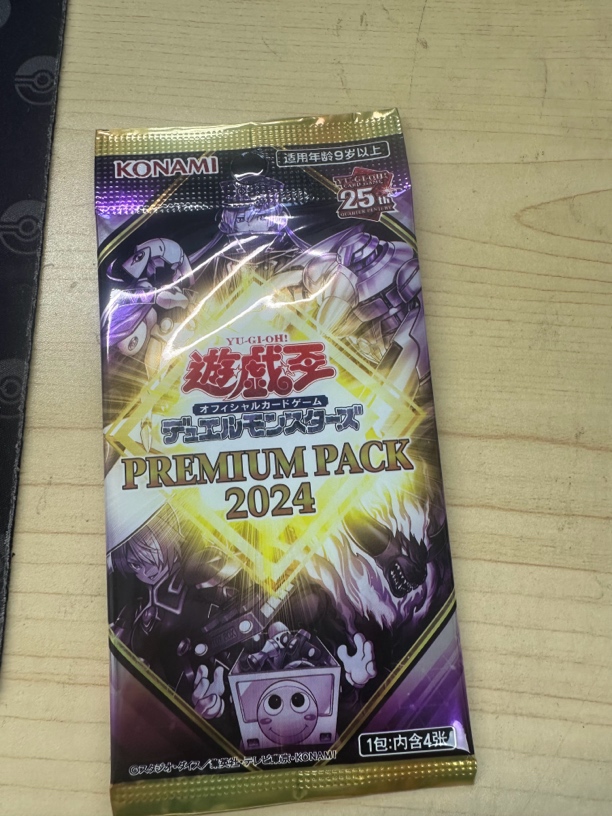 KONAMI
适用年龄9岁以上
YU-GI-OH!
CARD GAME
25th
QUARTER CENTURY
YU-GI-OH!
遊戯王
オフィシャルカードゲーム
デュエルモンスターズ
PREMIUM PACK
2024
1包:内含4张
©スタジオ・ダイス/集英社・テレビ東京・KONAMI